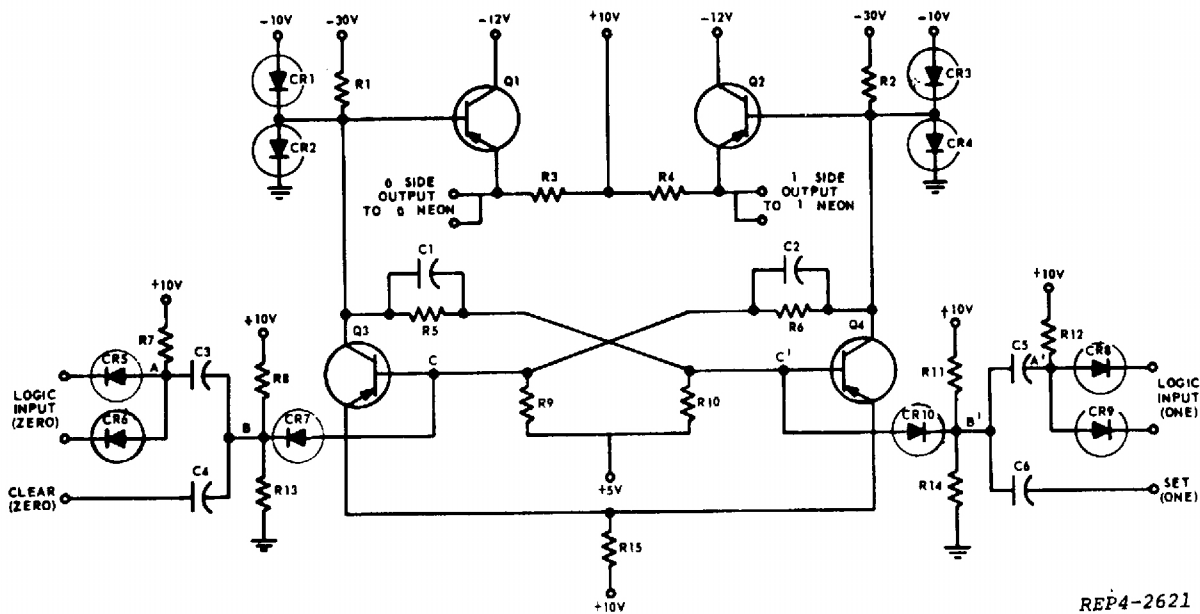 -10V -30V -12V +10V -12V -30V -10V
CR1 R1 Q1 Q2 R2 CR3
CR2 CR4
0 SIDE OUTPUT TO 0 NEON
R3 R4
1 SIDE OUTPUT TO 1 NEON
C1 C2
+10V R5 R6 +10V
R7 +10V Q3 Q4 +10V R12
CR5 A C3 R8 C C' R11 C5 A' CR8
LOGIC INPUT (ZERO)
CR6 R9 R10 CR9
LOGIC INPUT (ONE)
B CR7 CR10 B'
CLEAR (ZERO)
C4 R13 +5V R14 C6
SET (ONE)
R15
+10V
REP4-2621